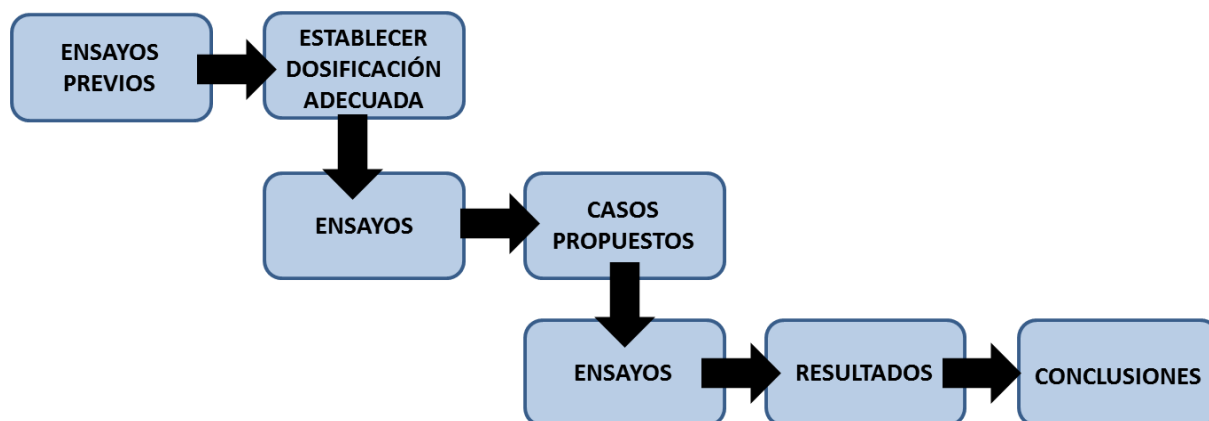 ENSAYOS
PREVIOS
ESTABLECER
DOSIFICACIÓN
ADECUADA
ENSAYOS
CASOS
PROPUESTOS
ENSAYOS
RESULTADOS
CONCLUSIONES